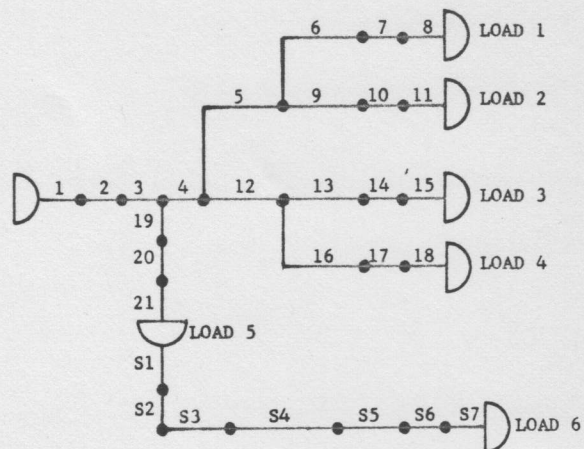 6 7 8 LOAD 1
5 9 10 11 LOAD 2
1 2 3 4 12 13 14 15 LOAD 3
19
16 17 18 LOAD 4
20
21
LOAD 5
S1
S2 S3 S4 S5 S6 S7 LOAD 6